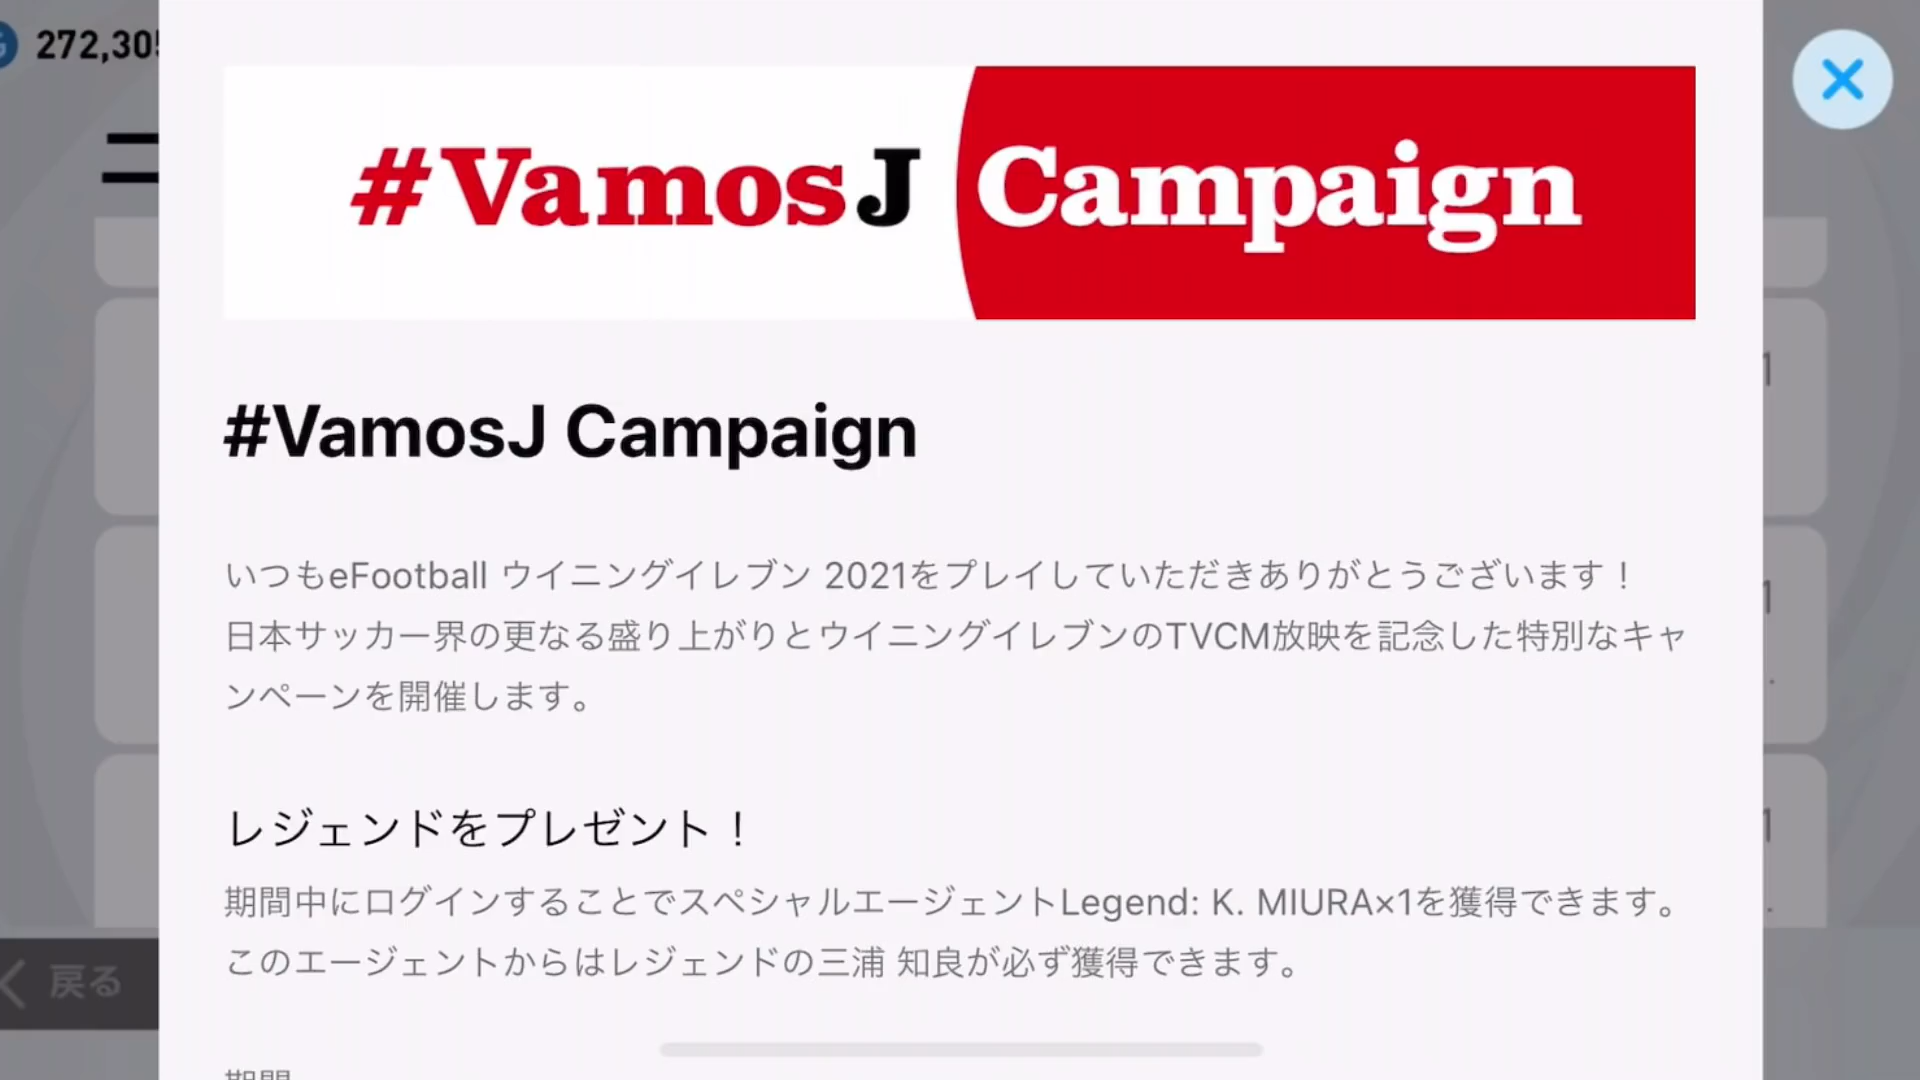 272,305
#VamosJ Campaign
#VamosJ Campaign
いつもeFootball ウイニングイレブン 2021をプレイしていただきありがとうございます！
日本サッカー界の更なる盛り上がりとウイニングイレブンのTVCM放映を記念した特別なキャ
ンペーンを開催します。
レジェンドをプレゼント！
期間中にログインすることでスペシャルエージェントLegend: K. MIURA×1を獲得できます。
このエージェントからはレジェンドの三浦 知良が必ず獲得できます。
戻る
期間